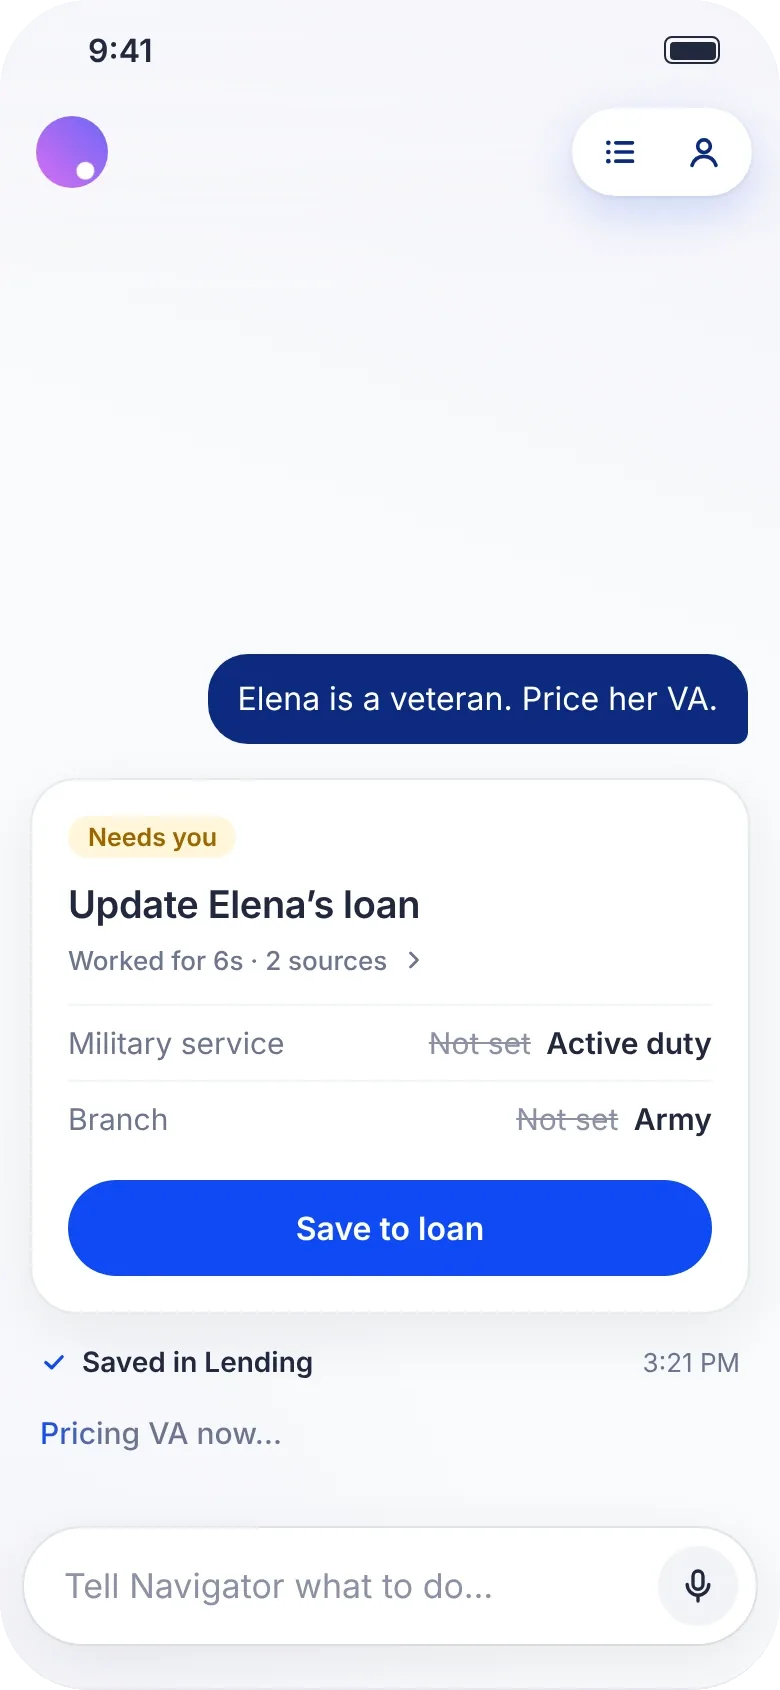 9:41
Elena is a veteran. Price her VA.
Needs you
Update Elena’s loan
Worked for 6s · 2 sources
Military service Not set Active duty
Branch Not set Army
Save to loan
Saved in Lending 3:21 PM
Pricing VA now...
Tell Navigator what to do...